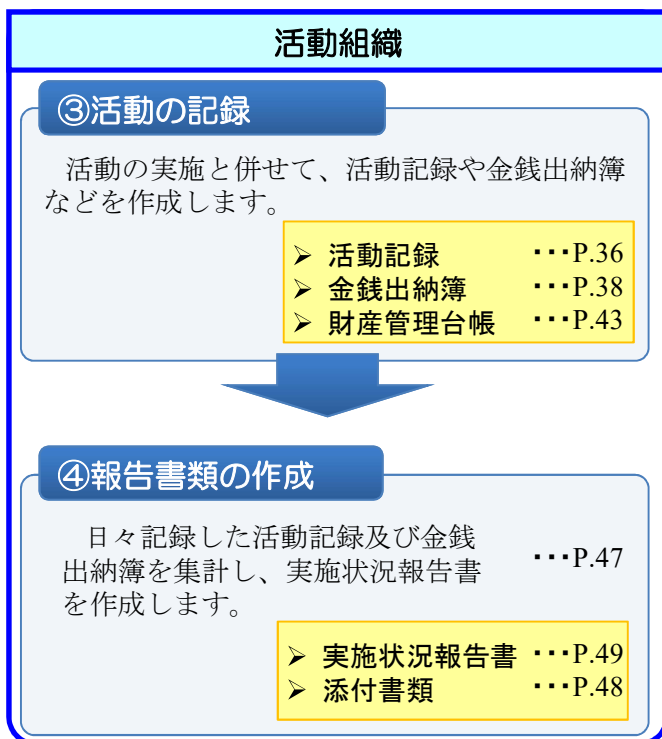 活動組織
③活動の記録
活動の実施と併せて、活動記録や金銭出納簿
などを作成します。
➢ 活動記録 ・・・P.36
➢ 金銭出納簿 ・・・P.38
➢ 財産管理台帳 ・・・P.43
④報告書類の作成
日々記録した活動記録及び金銭
出納簿を集計し、実施状況報告書
を作成します。
・・・P.47
➢ 実施状況報告書 ・・・P.49
➢ 添付書類 ・・・P.48